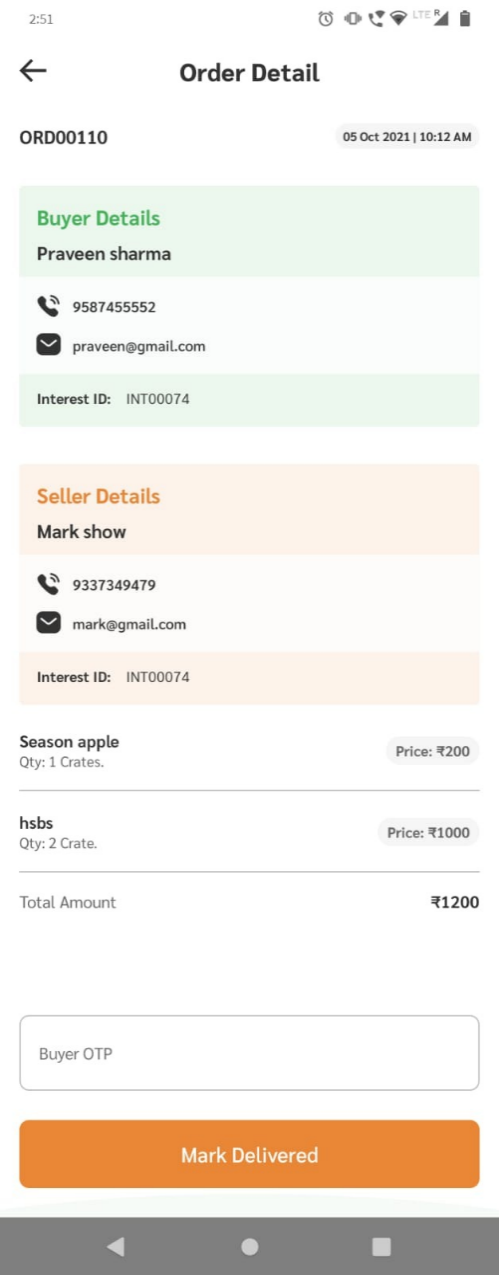 2:51
LTE R
Order Detail
ORD00110
05 Oct 2021 | 10:12 AM
Buyer Details
Praveen sharma
9587455552
praveen@gmail.com
Interest ID: INT00074
Seller Details
Mark show
9337349479
mark@gmail.com
Interest ID: INT00074
Season apple
Price: ₹200
Qty: 1 Crates.
hsbs
Price: ₹1000
Qty: 2 Crate.
Total Amount
₹1200
Buyer OTP
Mark Delivered